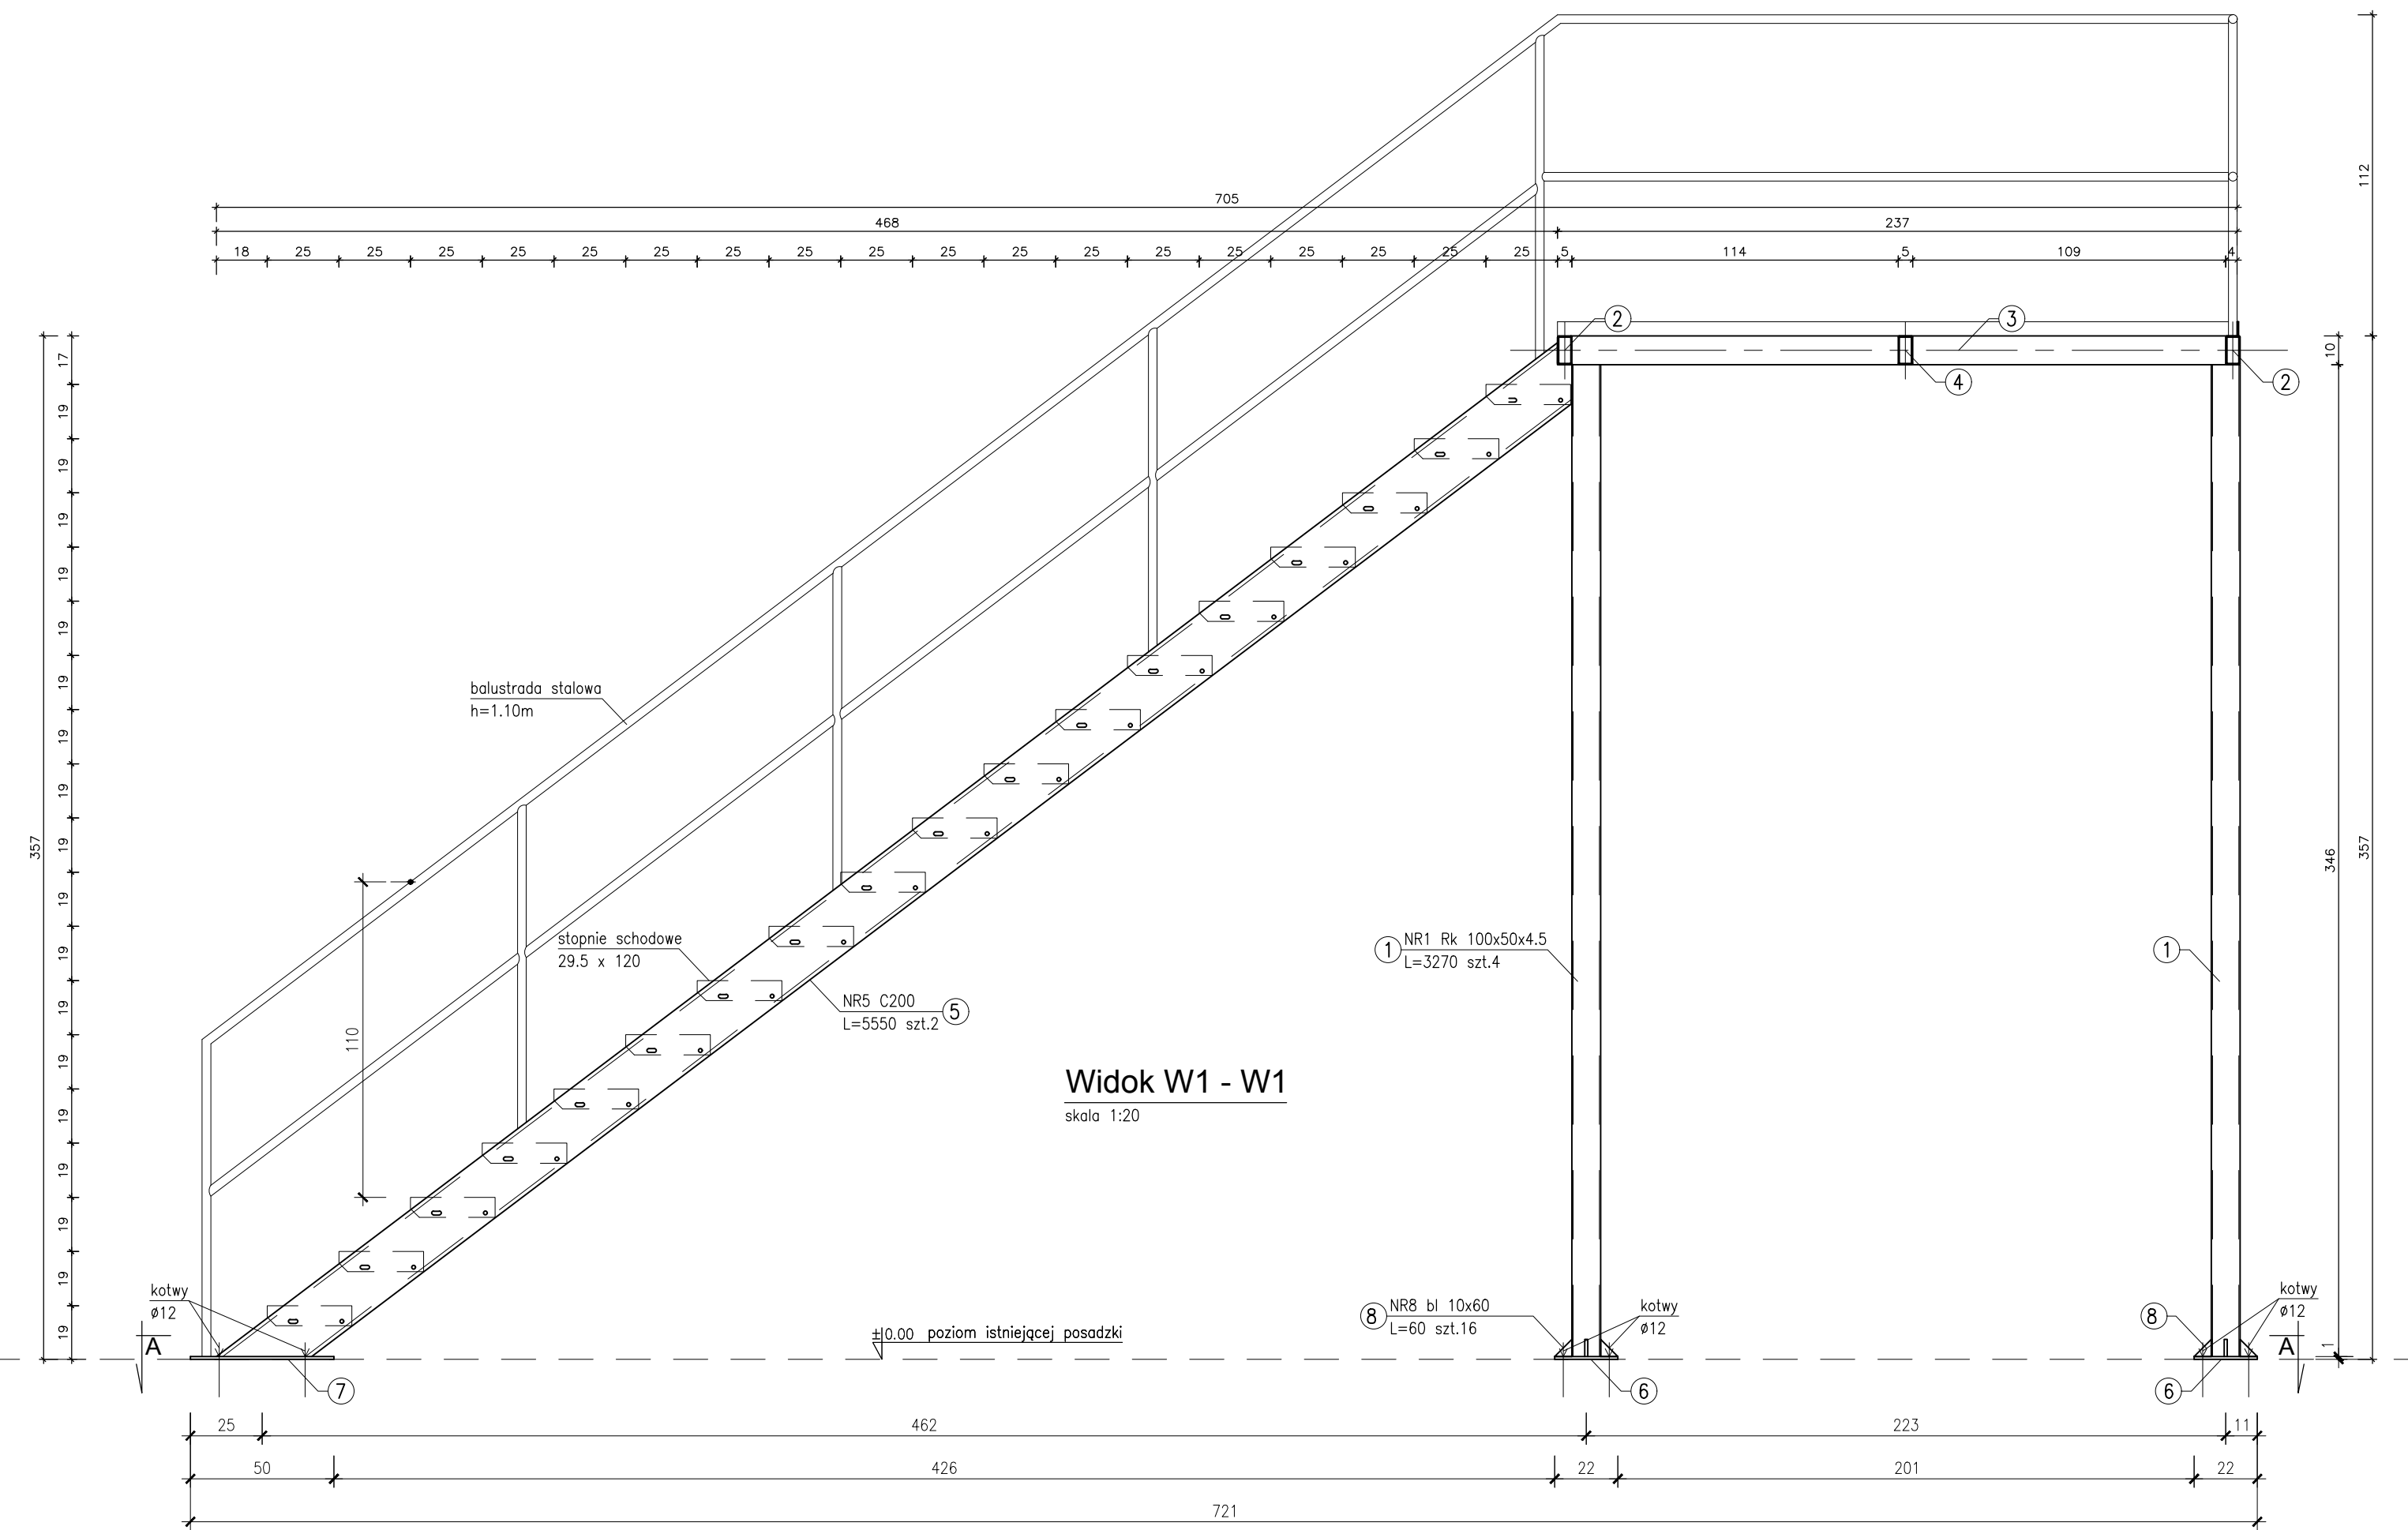 112
705
468
237
18 25 25 25 25 25 25 25 25 25 25 25 25 25 25 25 25 25 25 5 114 5 109 4
2
3
17
10
4
2
19
19
19
19
19
19
balustrada stalowa
h=1.10m
19
19
357
19
346
357
19
stopnie schodowe
29.5 x 120
1
NR1 Rk 100x50x4.5
L=3270 szt.4
1
19
NR5 C200
L=5550 szt.2
5
19
110
19
Widok W1 - W1
skala 1:20
19
19
19
19
kotwy
ø12
8
NR8 bl 10x60
L=60 szt.16
kotwy
ø12
8
kotwy
ø12
19
A
±0.00 poziom istniejącej posadzki
A
1
7
6
6
25 462 223 11
50 426 22 201 22
721